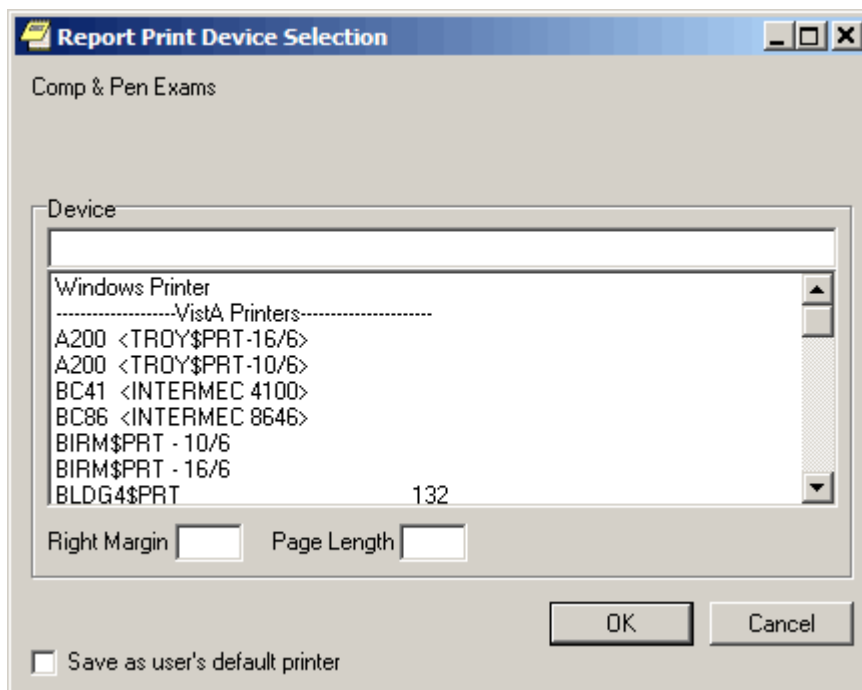 Report Print Device Selection
Comp & Pen Exams
Device
Windows Printer
--------------------VistA Printers----------------------
A200 <TROY$PRT-16/6>
A200 <TROY$PRT-10/6>
BC41 <INTERMEC 4100>
BC86 <INTERMEC 8646>
BIRM$PRT - 10/6
BIRM$PRT - 16/6
BLDG4$PRT 132
Right Margin Page Length
OK Cancel
Save as user's default printer